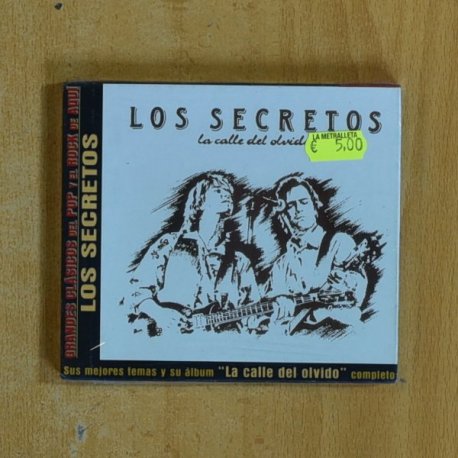 GRANDES CLÁSICOS DEL POP Y EL ROCK DE AQUÍ
LOS SECRETOS
LOS SECRETOS
la calle del olvid
LA METRALLETA
€ 5,00
Sus mejores temas y su álbum "La calle del olvido" completo